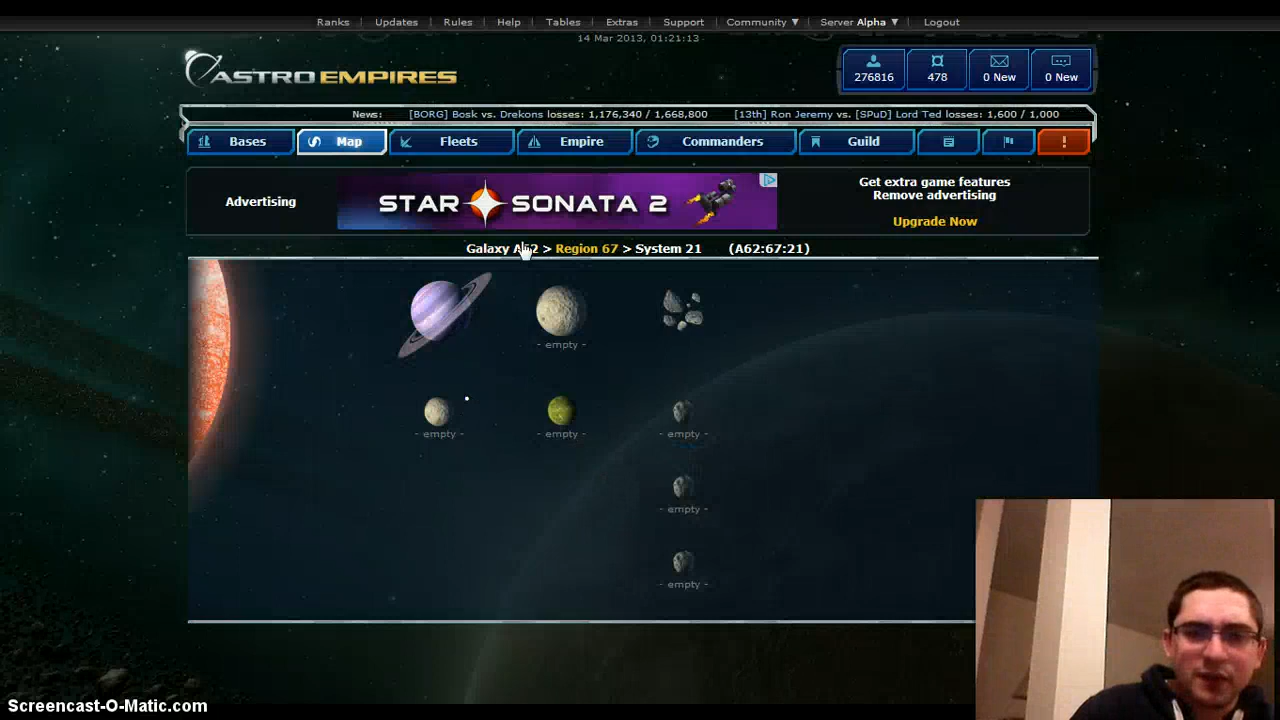 Ranks Updates Rules Help Tables Extras Support Community ▼ Server Alpha ▼ Logout
14 Mar 2013, 01:21:13
ASTRO EMPIRES
276816 478 0 New 0 New
News: [BORG] Bosk vs. Drekons losses: 1,176,340 / 1,668,800 [13th] Ron Jeremy vs. [SPuD] Lord Ted losses: 1,600 / 1,000
Bases Map Fleets Empire Commanders Guild !
Advertising
STAR SONATA 2
Get extra game features
Remove advertising
Upgrade Now
Galaxy A62 > Region 67 > System 21 (A62:67:21)
- empty -
- empty - - empty - - empty -
- empty -
- empty -
Screencast-O-Matic.com